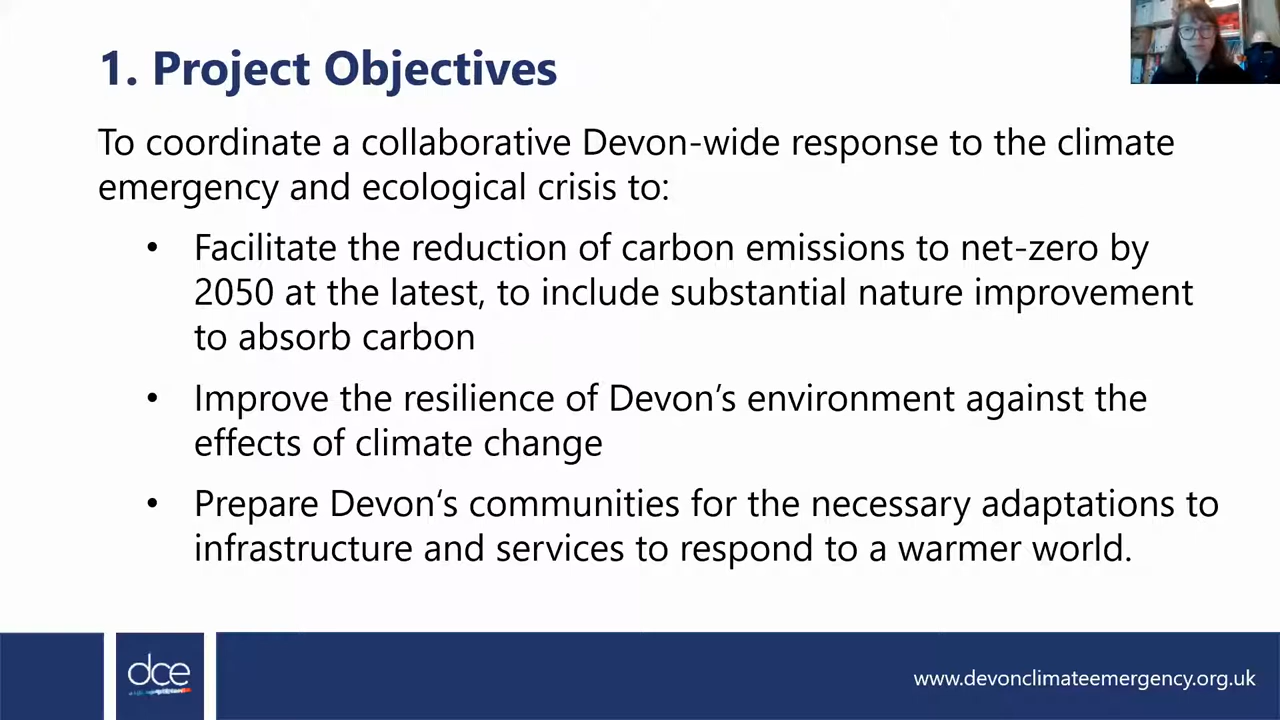 1. Project Objectives
To coordinate a collaborative Devon-wide response to the climate
emergency and ecological crisis to:
• Facilitate the reduction of carbon emissions to net-zero by
2050 at the latest, to include substantial nature improvement
to absorb carbon
• Improve the resilience of Devon’s environment against the
effects of climate change
• Prepare Devon‘s communities for the necessary adaptations to
infrastructure and services to respond to a warmer world.
dce
www.devonclimateemergency.org.uk